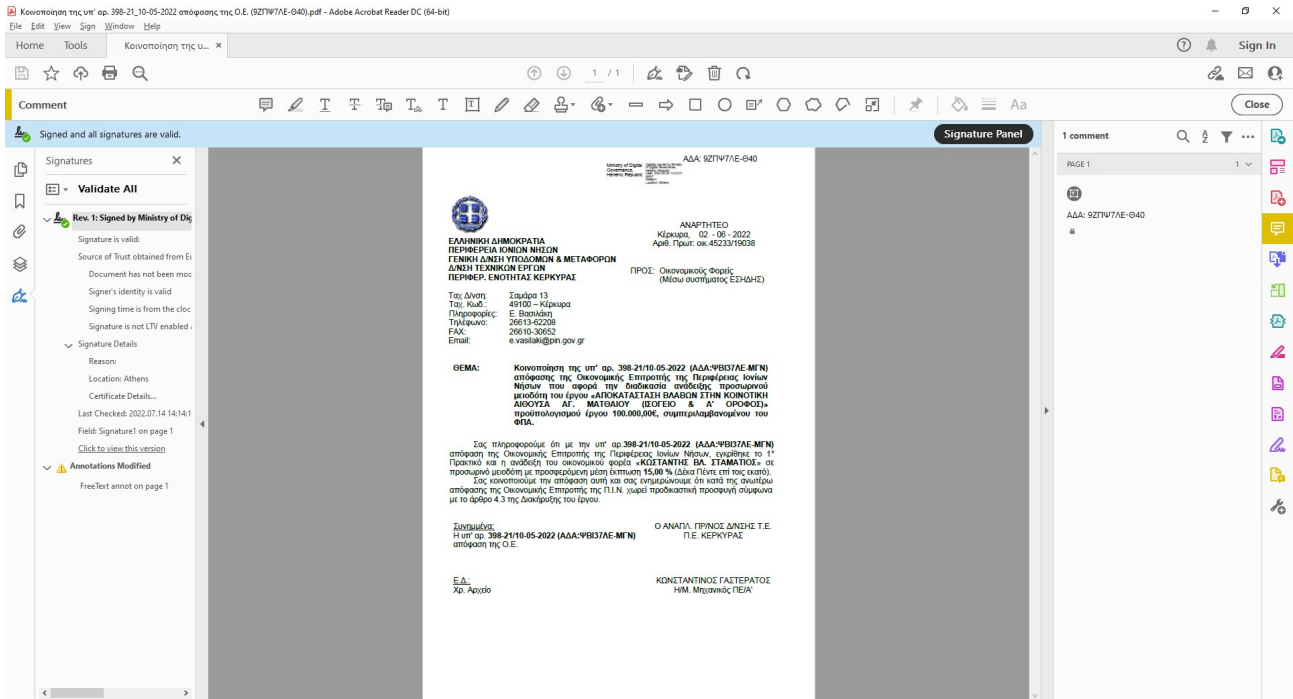 Κοινοποίηση της υπ' αρ. 398-21_10-05-2022 απόφασης της Ο.Ε. (9ΖΠΨ7ΛΕ-Θ40).pdf - Adobe Acrobat Reader DC (64-bit)
File Edit View Sign Window Help
Home Tools Κοινοποίηση της υ... × Sign In
1 / 1
Comment Close
Signed and all signatures are valid. Signature Panel
Signatures
Validate All
Rev. 1: Signed by Ministry of Dig
Signature is valid:
Source of Trust obtained from Eu
Document has not been moc
Signer's identity is valid
Signing time is from the cloc
Signature is not LTV enabled
Signature Details
Reason:
Location: Athens
Certificate Details...
Last Checked: 2022.07.14 14:14:1
Field: Signature1 on page 1
Click to view this version
Annotations Modified
FreeText annot on page 1
ΑΔΑ: 9ΖΠΨ7ΛΕ-Θ40
Ministry of Digital
Governance,
Hellenic Republic
ΕΛΛΗΝΙΚΗ ΔΗΜΟΚΡΑΤΙΑ
ΠΕΡΙΦΕΡΕΙΑ ΙΟΝΙΩΝ ΝΗΣΩΝ
ΓΕΝΙΚΗ Δ/ΝΣΗ ΥΠΟΔΟΜΩΝ & ΜΕΤΑΦΟΡΩΝ
Δ/ΝΣΗ ΤΕΧΝΙΚΩΝ ΕΡΓΩΝ
ΠΕΡΙΦΕΡ. ΕΝΟΤΗΤΑΣ ΚΕΡΚΥΡΑΣ
ΑΝΑΡΤΗΤΕΟ
Κέρκυρα, 02 - 06 - 2022
Αριθ. Πρωτ: οικ.45233/19038
ΠΡΟΣ: Οικονομικούς Φορείς
(Μέσω συστήματος ΕΣΗΔΗΣ)
Ταχ Δ/νση: Σαμάρα 13
Ταχ. Κωδ.: 49100 – Κέρκυρα
Πληροφορίες: Ε. Βασιλάκη
Τηλέφωνο: 26613-62208
FAX: 26610-30652
Email: e.vasilaki@pin.gov.gr
ΘΕΜΑ: Κοινοποίηση της υπ' αρ. 398-21/10-05-2022 (ΑΔΑ:ΨΒΙ37ΛΕ-ΜΓΝ)
απόφασης της Οικονομικής Επιτροπής της Περιφέρειας Ιονίων
Νήσων που αφορά την διαδικασία ανάδειξης προσωρινού
μειοδότη του έργου «ΑΠΟΚΑΤΑΣΤΑΣΗ ΒΛΑΒΩΝ ΣΤΗΝ ΚΟΙΝΟΤΙΚΗ
ΑΙΘΟΥΣΑ ΑΓ. ΜΑΤΘΑΙΟΥ (ΙΣΟΓΕΙΟ & Α' ΟΡΟΦΟΣ)»
προϋπολογισμού έργου 100.000,00€, συμπεριλαμβανομένου του
ΦΠΑ.
Σας πληροφορούμε ότι με την υπ' αρ.398-21/10-05-2022 (ΑΔΑ:ΨΒΙ37ΛΕ-ΜΓΝ)
απόφαση της Οικονομικής Επιτροπής της Περιφέρειας Ιονίων Νήσων, εγκρίθηκε το 1°
Πρακτικό και η ανάδειξη του οικονομικού φορέα «ΚΩΣΤΑΝΤΗΣ ΒΛ. ΣΤΑΜΑΤΙΟΣ» σε
προσωρινό μειοδότη με προσφερόμενη μέση έκπτωση 15,00 % (Δέκα Πέντε επί τοις εκατό).
Σας κοινοποιούμε την απόφαση αυτή και σας ενημερώνουμε ότι κατά της ανωτέρω
απόφασης της Οικονομικής Επιτροπής της Π.Ι.Ν. χωρεί προδικαστική προσφυγή σύμφωνα
με το άρθρο 4.3 της Διακήρυξης του έργου.
Συνημμένα:
Η υπ' αρ. 398-21/10-05-2022 (ΑΔΑ:ΨΒΙ37ΛΕ-ΜΓΝ)
απόφαση της Ο.Ε.
Ο ΑΝΑΠΛ. ΠΡ/ΝΟΣ Δ/ΝΣΗΣ Τ.Ε.
Π.Ε. ΚΕΡΚΥΡΑΣ
Ε.Δ.:
Χρ. Αρχείο
ΚΩΝΣΤΑΝΤΙΝΟΣ ΓΑΣΤΕΡΑΤΟΣ
Η/Μ. Μηχανικός ΠΕ/Α'
1 comment
PAGE 1 1
ΑΔΑ: 9ΖΠΨ7ΛΕ-Θ40